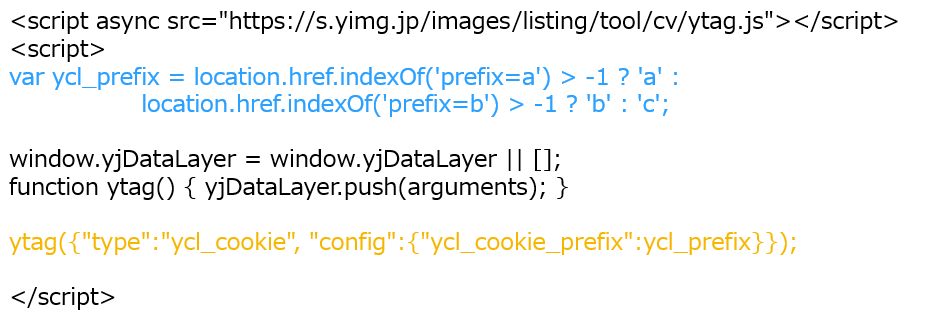 <script async src="https://s.yimg.jp/images/listing/tool/cv/ytag.js"></script>
<script>
var ycl_prefix = location.href.indexOf('prefix=a') > -1 ? 'a' :
location.href.indexOf('prefix=b') > -1 ? 'b' : 'c';
window.yjDataLayer = window.yjDataLayer || [];
function ytag() { yjDataLayer.push(arguments); }
ytag({"type":"ycl_cookie", "config":{"ycl_cookie_prefix":ycl_prefix}});
</script>